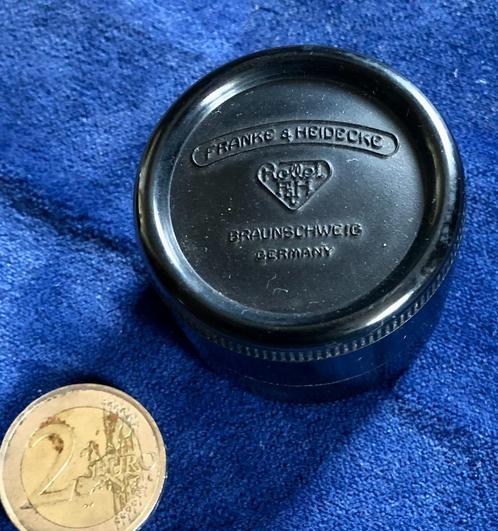 FRANKE & HEIDECKE
Rollei
F&H
BRAUNSCHWEIG
GERMANY
2 EURO